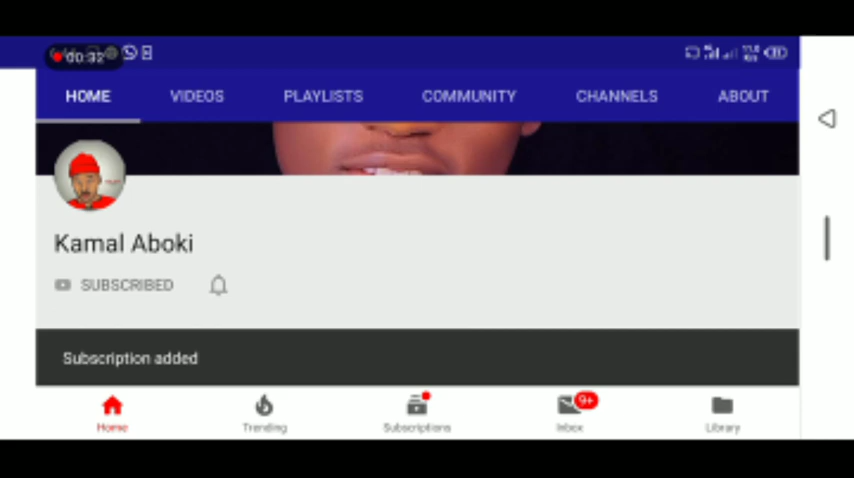 00:32
HOME VIDEOS PLAYLISTS COMMUNITY CHANNELS ABOUT
Kamal Aboki
SUBSCRIBED
Subscription added
9+
Home Trending Subscriptions Inbox Library